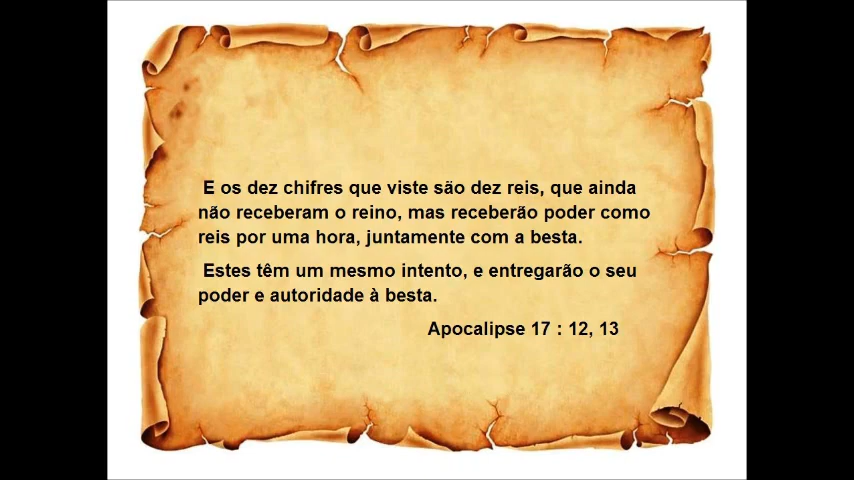 E os dez chifres que viste são dez reis, que ainda
não receberam o reino, mas receberão poder como
reis por uma hora, juntamente com a besta.
Estes têm um mesmo intento, e entregarão o seu
poder e autoridade à besta.
Apocalipse 17 : 12, 13